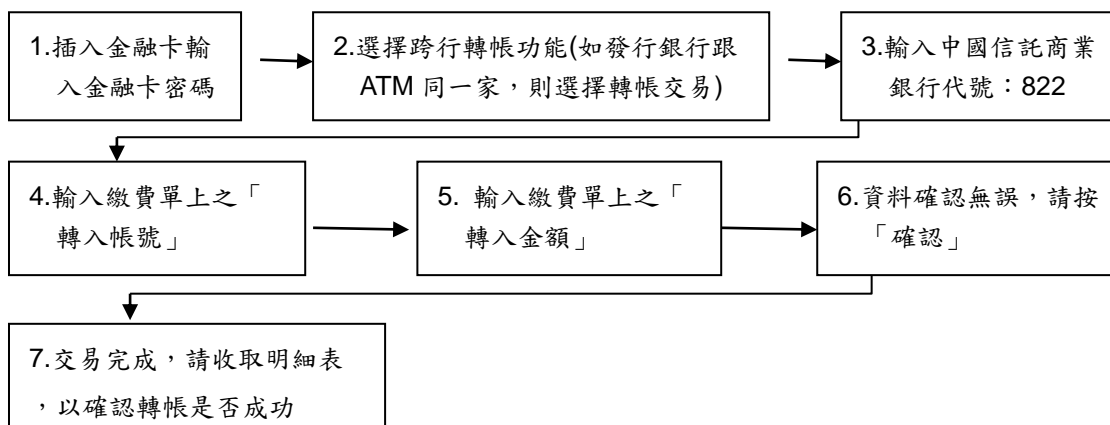 1.插入金融卡輸
入金融卡密碼
2.選擇跨行轉帳功能(如發行銀行跟
ATM 同一家，則選擇轉帳交易)
3.輸入中國信託商業
銀行代號：822
4.輸入繳費單上之「
轉入帳號」
5. 輸入繳費單上之「
轉入金額」
6.資料確認無誤，請按
「確認」
7.交易完成，請收取明細表
，以確認轉帳是否成功